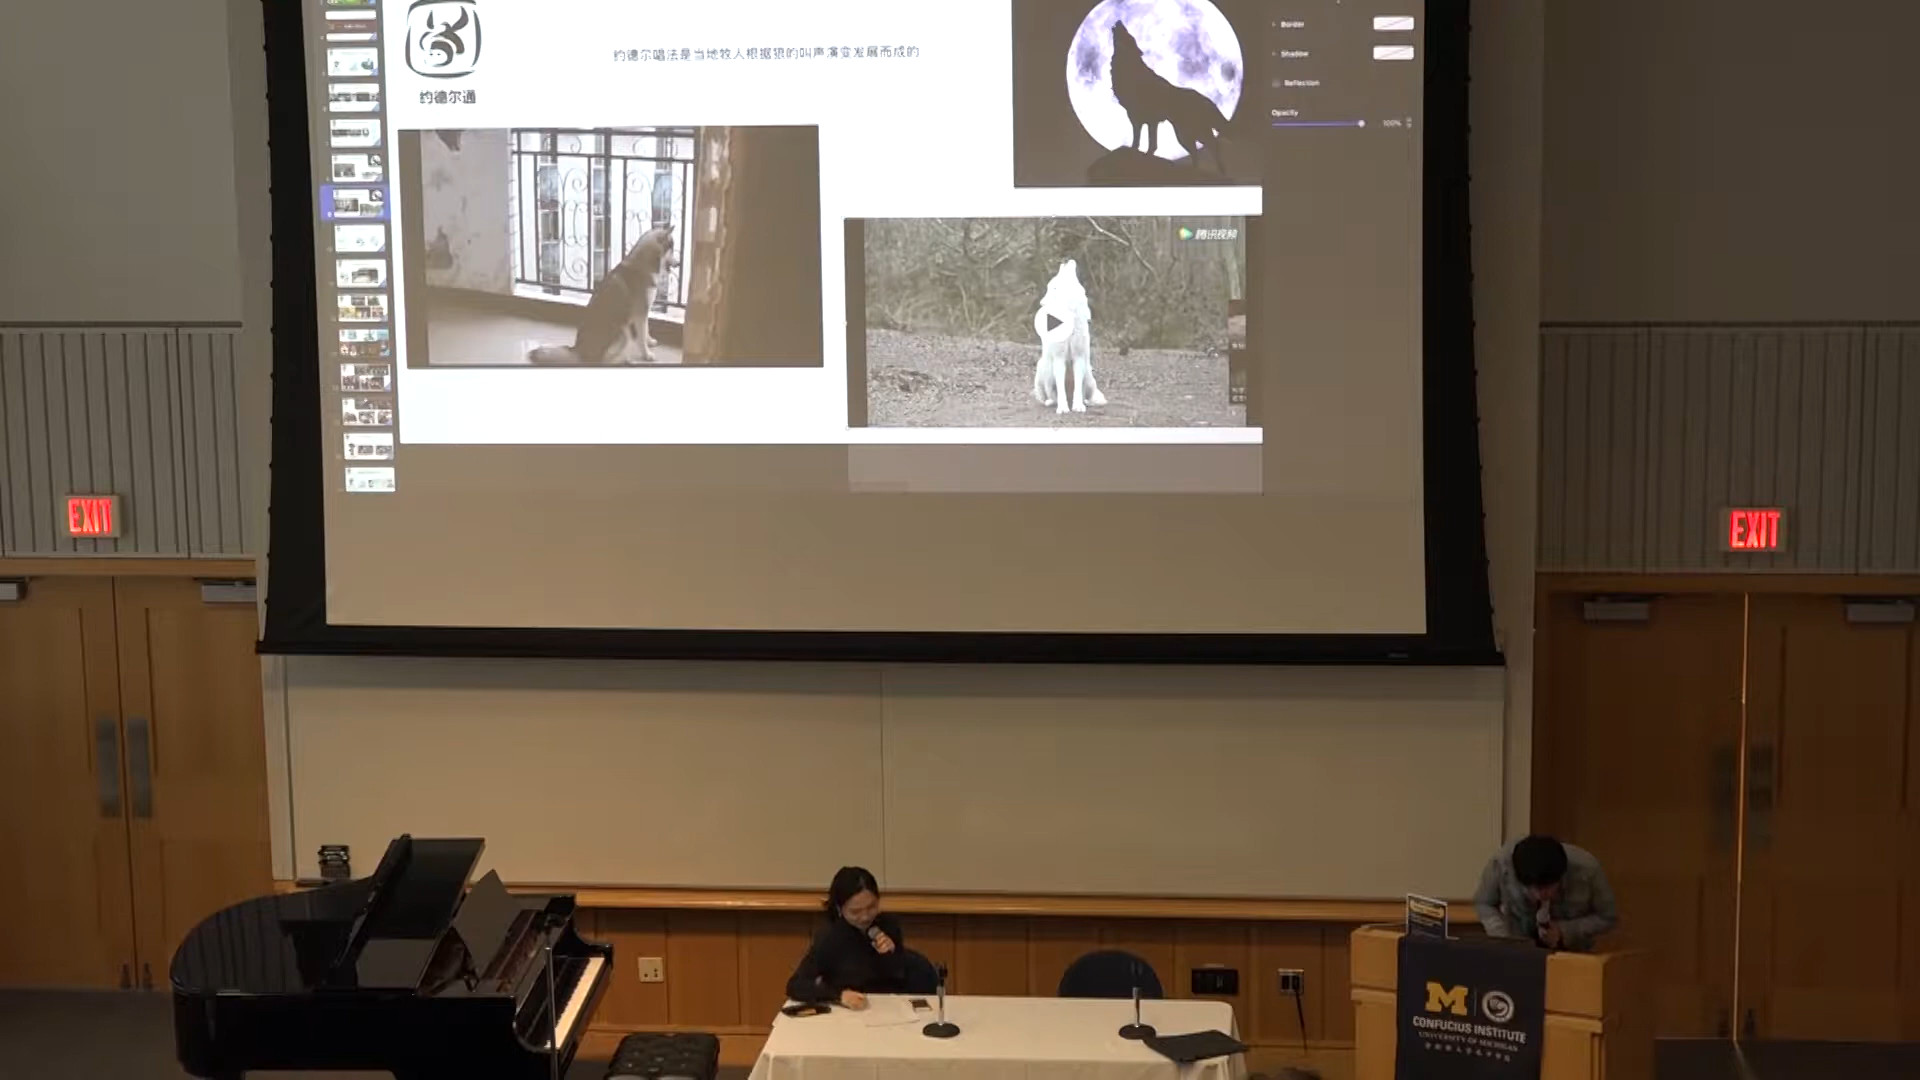 约德尔唱法是当地牧人根据狼的叫声演变发展而成的
约德尔通
Border
Shadow
Reflection
Opacity
100%
腾讯视频
EXIT
EXIT
M
CONFUCIUS INSTITUTE
UNIVERSITY OF MICHIGAN